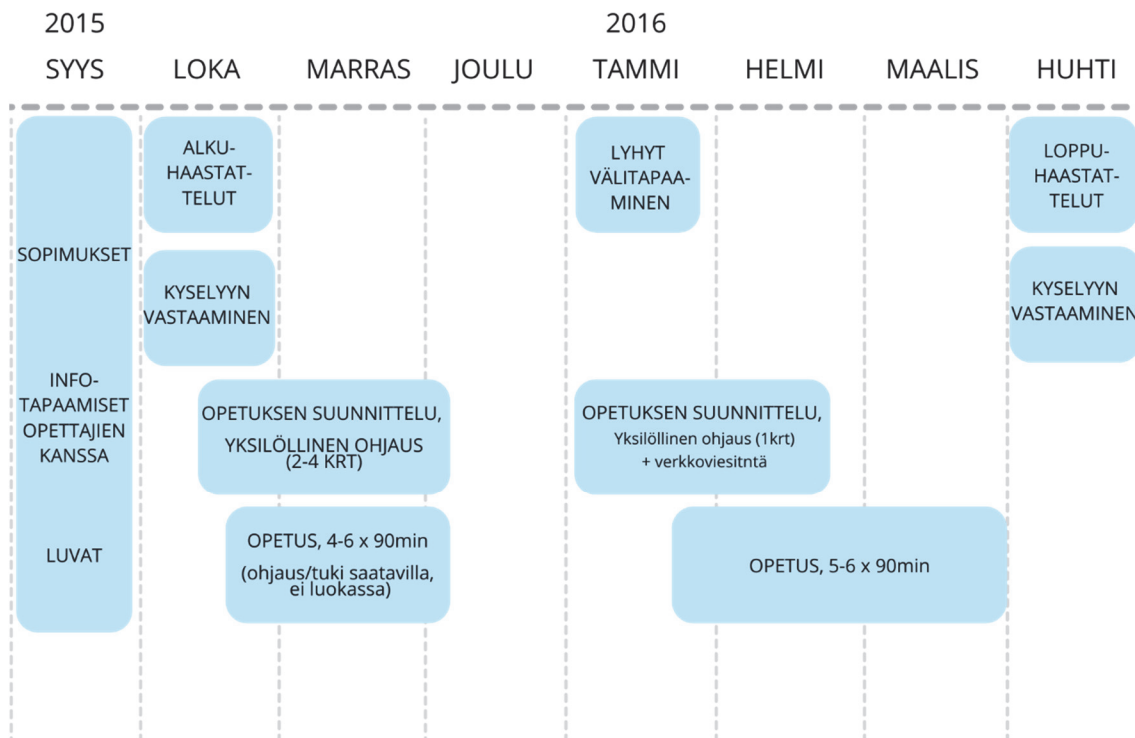 2015
2016
SYYS
LOKA
MARRAS
JOULU
TAMMI
HELMI
MAALIS
HUHTI
SOPIMUKSET
INFO-
TAPAAMISET
OPETTAJIEN
KANSSA
LUVAT
ALKU-
HAASTAT-
TELUT
KYSELYYN
VASTAAMINEN
OPETUKSEN SUUNNITTELU,
YKSILÖLLINEN OHJAUS
(2-4 KRT)
OPETUS, 4-6 x 90min
(ohjaus/tuki saatavilla,
ei luokassa)
LYHYT
VÄLITAPAA-
MINEN
OPETUKSEN SUUNNITTELU,
Yksilöllinen ohjaus (1krt)
+ verkkoviesitntä
OPETUS, 5-6 x 90min
LOPPU-
HAASTAT-
TELUT
KYSELYYN
VASTAAMINEN